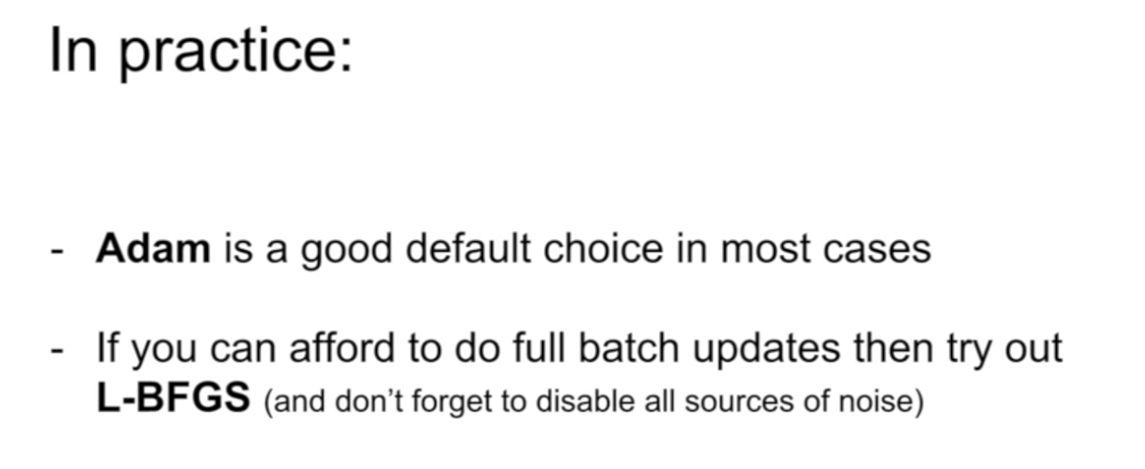 In practice:
- Adam is a good default choice in most cases
- If you can afford to do full batch updates then try out
L-BFGS (and don't forget to disable all sources of noise)